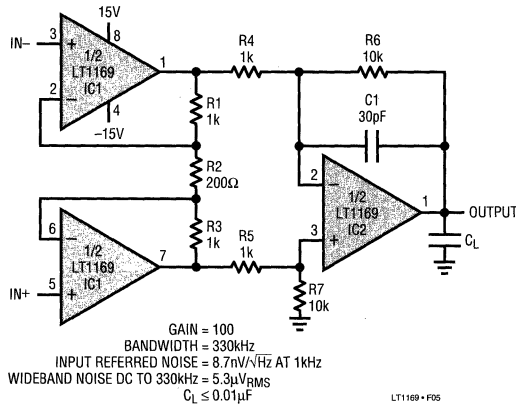 15V
IN–
3
+
8
1/2
LT1169
IC1
1
2
–
4
–15V
R4
1k
R6
10k
C1
30pF
R1
1k
R2
200Ω
R3
1k
6
–
1/2
LT1169
IC1
7
IN+
5
+
R5
1k
2
–
1/2
LT1169
IC2
3
+
1
OUTPUT
CL
R7
10k
GAIN = 100
BANDWIDTH = 330kHz
INPUT REFERRED NOISE = 8.7nV/√Hz AT 1kHz
WIDEBAND NOISE DC TO 330kHz = 5.3µVRMS
CL ≤ 0.01µF
LT1169 • F05